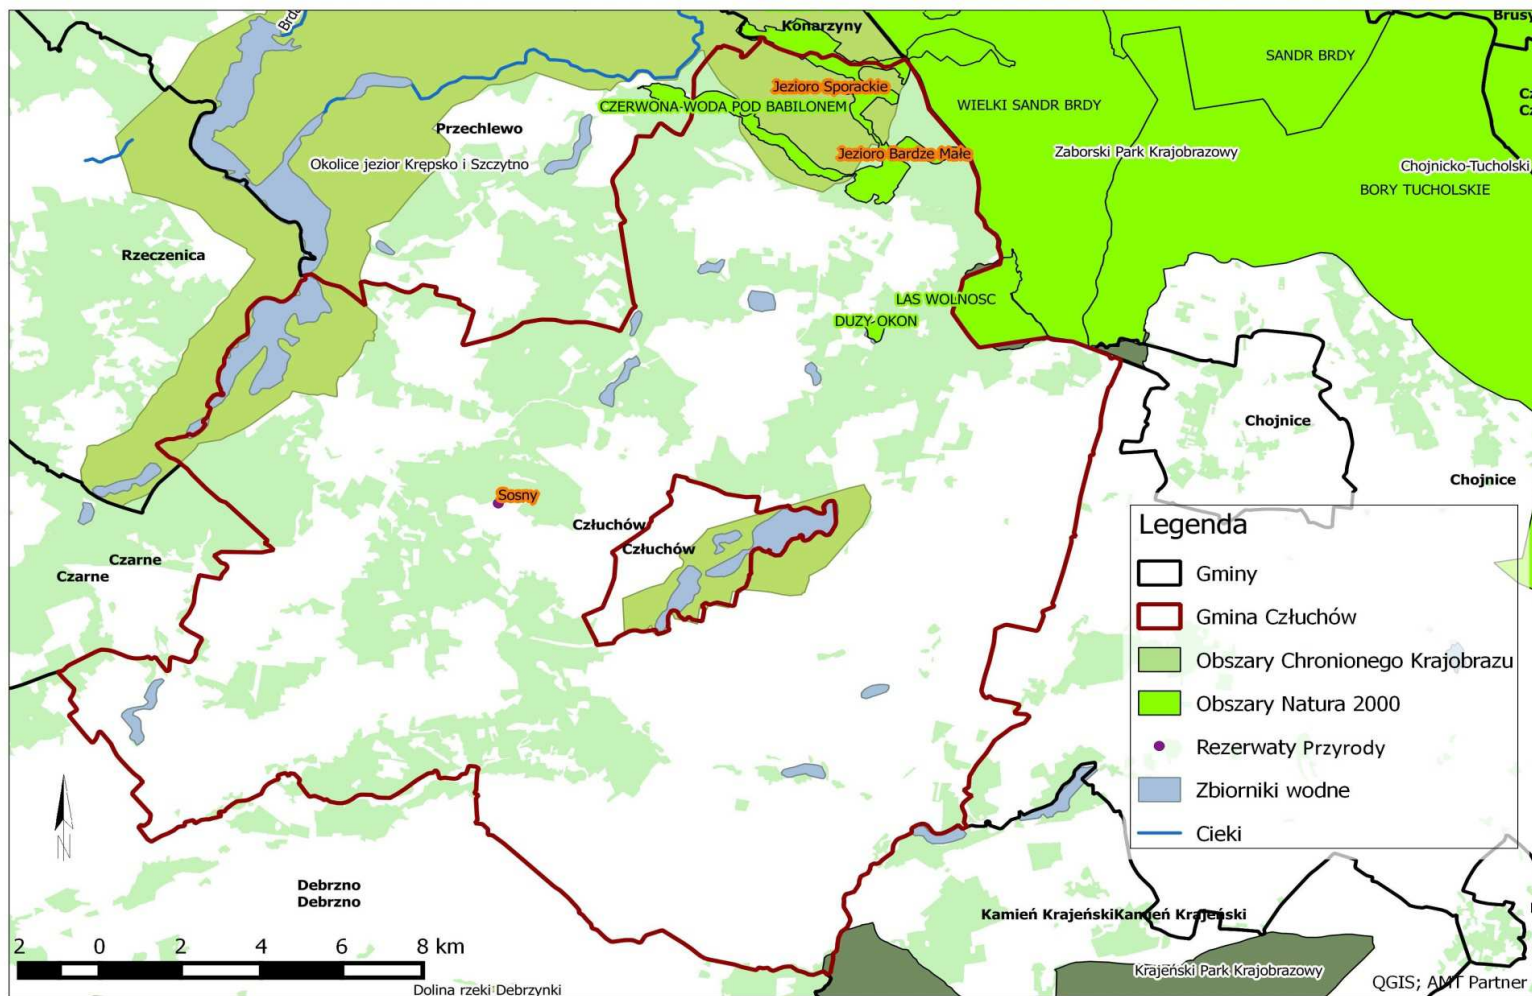 Brda
Konarzyny
Brusy
SANDR BRDY
Jezioro Sporackie
CZERWONA-WODA POD BABILONEM
WIELKI SANDR BRDY
Przechlewo
Okolice jezior Krępsko i Szczytno
Jezioro Bardze Małe
Zaborski Park Krajobrazowy
Chojnicko-Tucholski
BORY TUCHOLSKIE
Rzeczenica
LAS WOLNOSC
DUZY OKON
Chojnice
Chojnice
Sosny
Człuchów
Człuchów
Czarne
Czarne
Legenda
Gminy
Gmina Człuchów
Obszary Chronionego Krajobrazu
Obszary Natura 2000
Rezerwaty Przyrody
Zbiorniki wodne
Cieki
N
Debrzno
Debrzno
Kamień Krajeński
Kamień Krajeński
2 0 2 4 6 8 km
Krajeński Park Krajobrazowy
Dolina rzeki Debrzynki
QGIS; AMT Partner